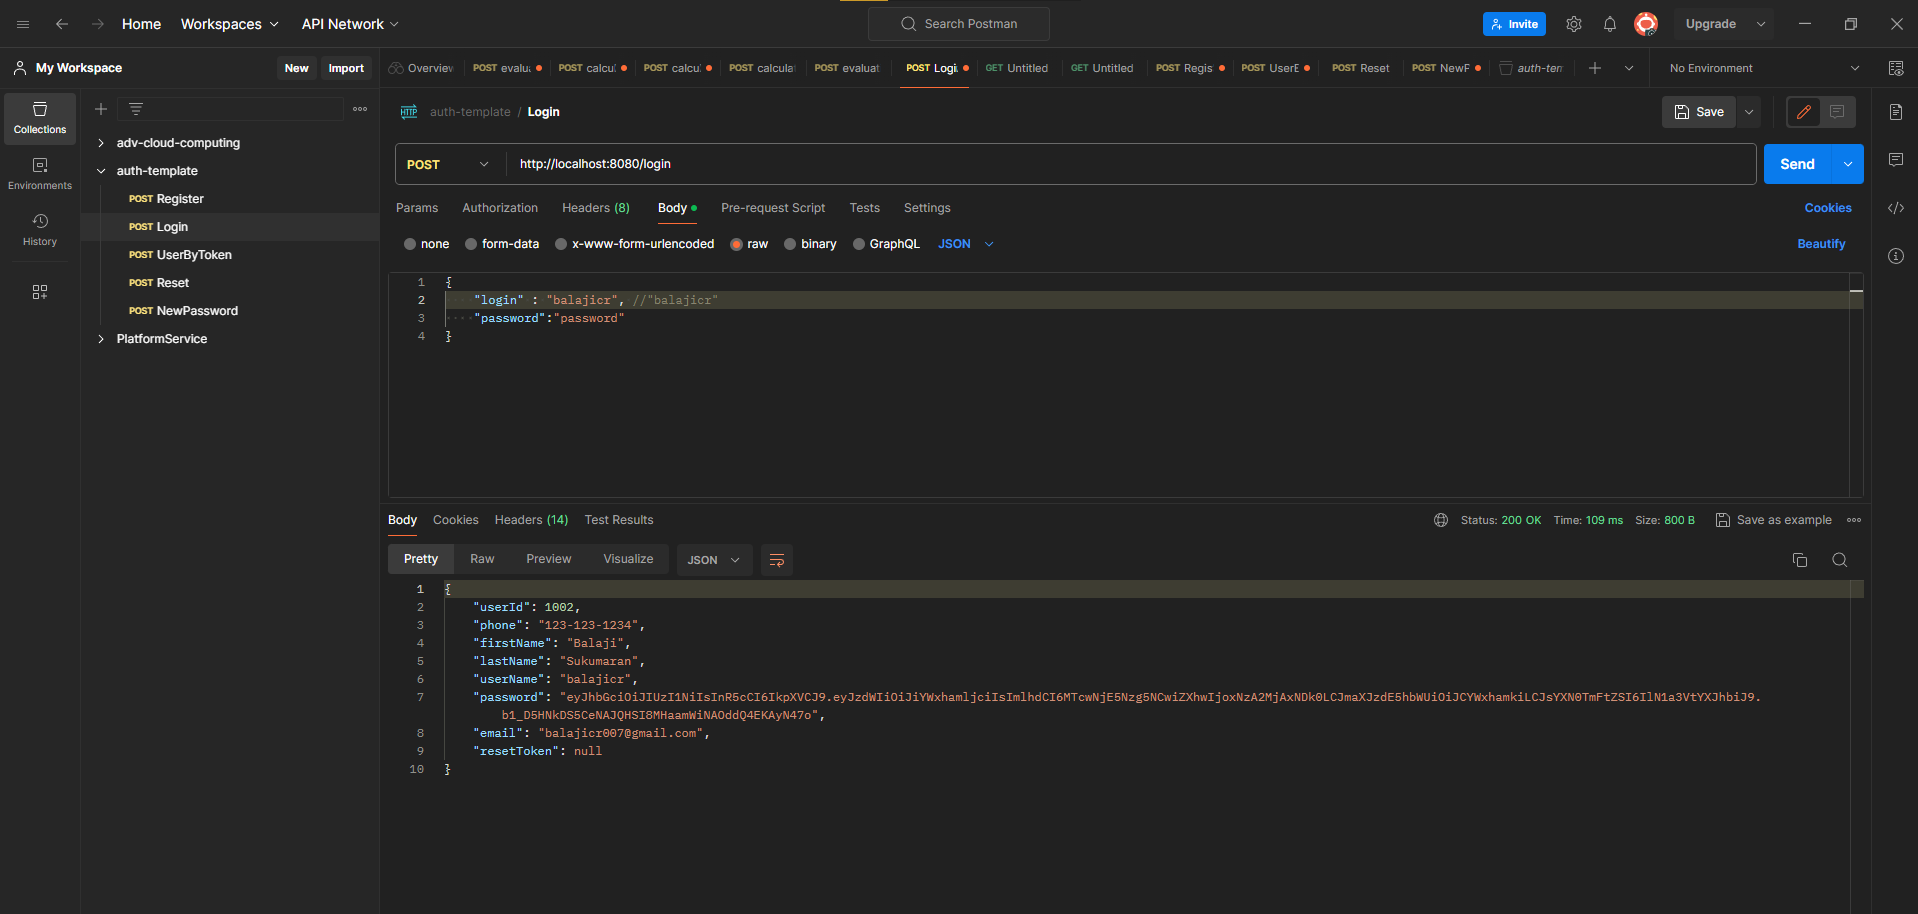 Home Workspaces API Network Search Postman Invite Upgrade
My Workspace New Import
Overview POST evalu POST calcu POST calcu POST calcula POST evaluat POST Logi GET Untitled GET Untitled POST Regis POST UserE POST Reset POST NewF auth-tem No Environment
Collections
Environments
History
adv-cloud-computing
auth-template
POST Register
POST Login
POST UserByToken
POST Reset
POST NewPassword
PlatformService
HTTP auth-template / Login Save
POST http://localhost:8080/login Send
Params Authorization Headers (8) Body Pre-request Script Tests Settings Cookies
none form-data x-www-form-urlencoded raw binary GraphQL JSON Beautify
1 {
2 "login" : "balajicr", //"balajicr"
3 "password":"password"
4 }
Body Cookies Headers (14) Test Results Status: 200 OK Time: 109 ms Size: 800 B Save as example
Pretty Raw Preview Visualize JSON
1 {
2 "userId": 1002,
3 "phone": "123-123-1234",
4 "firstName": "Balaji",
5 "lastName": "Sukumaran",
6 "userName": "balajicr",
7 "password": "eyJhbGciOiJIUzI1NiIsInR5cCI6IkpXVCJ9.eyJzdWIiOiJiYWxhamljciIsImlhdCI6MTcwNjE5Nzg5NCwiZXhwIjoxNzA2MjAxNDk0LCJmaXJzdE5hbWUiOiJCYWxhamkiLCJsYXN0TmFtZSI6IlN1a3VtYXJhbiJ9.
b1_D5HNkDS5CeNAJQHSI8MHaamWiNAOddQ4EKAyN47o",
8 "email": "balajicr007@gmail.com",
9 "resetToken": null
10 }